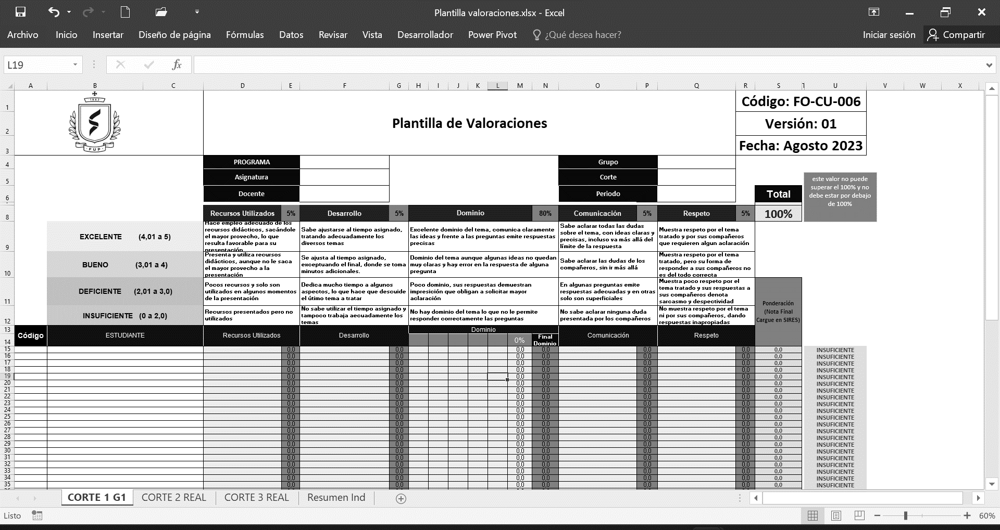 Plantilla valoraciones.xlsx - Excel
Archivo Inicio Insertar Diseño de página Fórmulas Datos Revisar Vista Desarrollador Power Pivot ¿Qué desea hacer? Iniciar sesión Compartir
L19 fx
A B C D E F G H I J K L M N O P Q R S T U V W X
1 2 3
1982
FUP
Plantilla de Valoraciones
Código: FO-CU-006
Versión: 01
Fecha: Agosto 2023
4 PROGRAMA Grupo
5 Asignatura Corte
6 Docente Periodo Total
este valor no puede
superar el 100% y no
debe estar por debajo
de 100%
8 Recursos Utilizados 5% Desarrollo 5% Dominio 80% Comunicación 5% Respeto 5% 100%
9 EXCELENTE (4,01 a 5)
Hace empleo adecuado de los
recursos didácticos, sacándole
el mayor provecho, lo que
resulta favorable para su
presentación
Sabe ajustarse al tiempo asignado,
tratando adecuadamente los
diversos temas
Excelente dominio del tema, comunica claramente
las ideas y frente a las preguntas emite respuestas
precisas
Sabe aclarar todas las dudas
sobre el tema, con ideas claras y
precisas, incluso va más allá del
límite de la respuesta
Muestra respeto por el tema
tratado y por sus compañeros
que requieren algun aclaración
10 BUENO (3,01 a 4)
Presenta y utiliza recursos
didácticos, aunque no le saca
el mayor provecho a la
presentación
Se ajusta al tiempo asignado,
exceptuando el final, donde se toma
minutos adicionales.
Dominio del tema aunque algunas ideas no quedan
muy claras y hay error en la respuesta de alguna
pregunta
Sabe aclarar las dudas de los
compañeros, sin ir más allá
Muestra respeto por el tema
tratado, pero su forma de
responder a sus compañeros no
es del todo correcta
11 DEFICIENTE (2,01 a 3,0)
Pocos recursos y solo son
utilizados en algunos momentos
de la presentación
Dedica mucho tiempo a algunos
aspectos, lo que hace que descuide
el útimo tema a tratar
Poco dominio, sus respuestas demuestran
impresición que obligan a solicitar mayor
aclaración
En algunas preguntas emite
respuestas adecuadas y en otras
solo son superficiales
Muestra poco respeto por el
tema tratado y sus respuestas a
sus compañeros denota
sarcasmo y despectividad
Ponderación
(Nota Final
Cargue en SIRES)
12 INSUFICIENTE (0 a 2,0)
Recursos presentados pero no
utilizados
No sabe utilizar el tiempo asignado y
tampoco trabaja aecuadamente los
temas
No hay dominio del tema lo que no le permite
responder correctamente las preguntas
No sabe aclarar ninguna duda
presentada por los compañeros
No muestra respeto por el tema
ni por sus compañeros, dando
respuestas inapropiadas
13 Código ESTUDIANTE Recursos Utilizados Desarrollo Dominio Comunicación Respeto
14 0% Final Dominio
15 0,0 0,0 0,0 0,0 0,0 0,0 0,0 INSUFICIENTE
16 0,0 0,0 0,0 0,0 0,0 0,0 0,0 INSUFICIENTE
17 0,0 0,0 0,0 0,0 0,0 0,0 0,0 INSUFICIENTE
18 0,0 0,0 0,0 0,0 0,0 0,0 0,0 INSUFICIENTE
19 0,0 0,0 0,0 0,0 0,0 0,0 0,0 INSUFICIENTE
20 0,0 0,0 0,0 0,0 0,0 0,0 0,0 INSUFICIENTE
21 0,0 0,0 0,0 0,0 0,0 0,0 0,0 INSUFICIENTE
22 0,0 0,0 0,0 0,0 0,0 0,0 0,0 INSUFICIENTE
23 0,0 0,0 0,0 0,0 0,0 0,0 0,0 INSUFICIENTE
24 0,0 0,0 0,0 0,0 0,0 0,0 0,0 INSUFICIENTE
25 0,0 0,0 0,0 0,0 0,0 0,0 0,0 INSUFICIENTE
26 0,0 0,0 0,0 0,0 0,0 0,0 0,0 INSUFICIENTE
27 0,0 0,0 0,0 0,0 0,0 0,0 0,0 INSUFICIENTE
28 0,0 0,0 0,0 0,0 0,0 0,0 0,0 INSUFICIENTE
29 0,0 0,0 0,0 0,0 0,0 0,0 0,0 INSUFICIENTE
30 0,0 0,0 0,0 0,0 0,0 0,0 0,0 INSUFICIENTE
31 0,0 0,0 0,0 0,0 0,0 0,0 0,0 INSUFICIENTE
32 0,0 0,0 0,0 0,0 0,0 0,0 0,0 INSUFICIENTE
33 0,0 0,0 0,0 0,0 0,0 0,0 0,0 INSUFICIENTE
34 0,0 0,0 0,0 0,0 0,0 0,0 0,0 INSUFICIENTE
35 0,0 0,0 0,0 0,0 0,0 0,0 0,0 INSUFICIENTE
CORTE 1 G1 CORTE 2 REAL CORTE 3 REAL Resumen Ind
Listo 60%